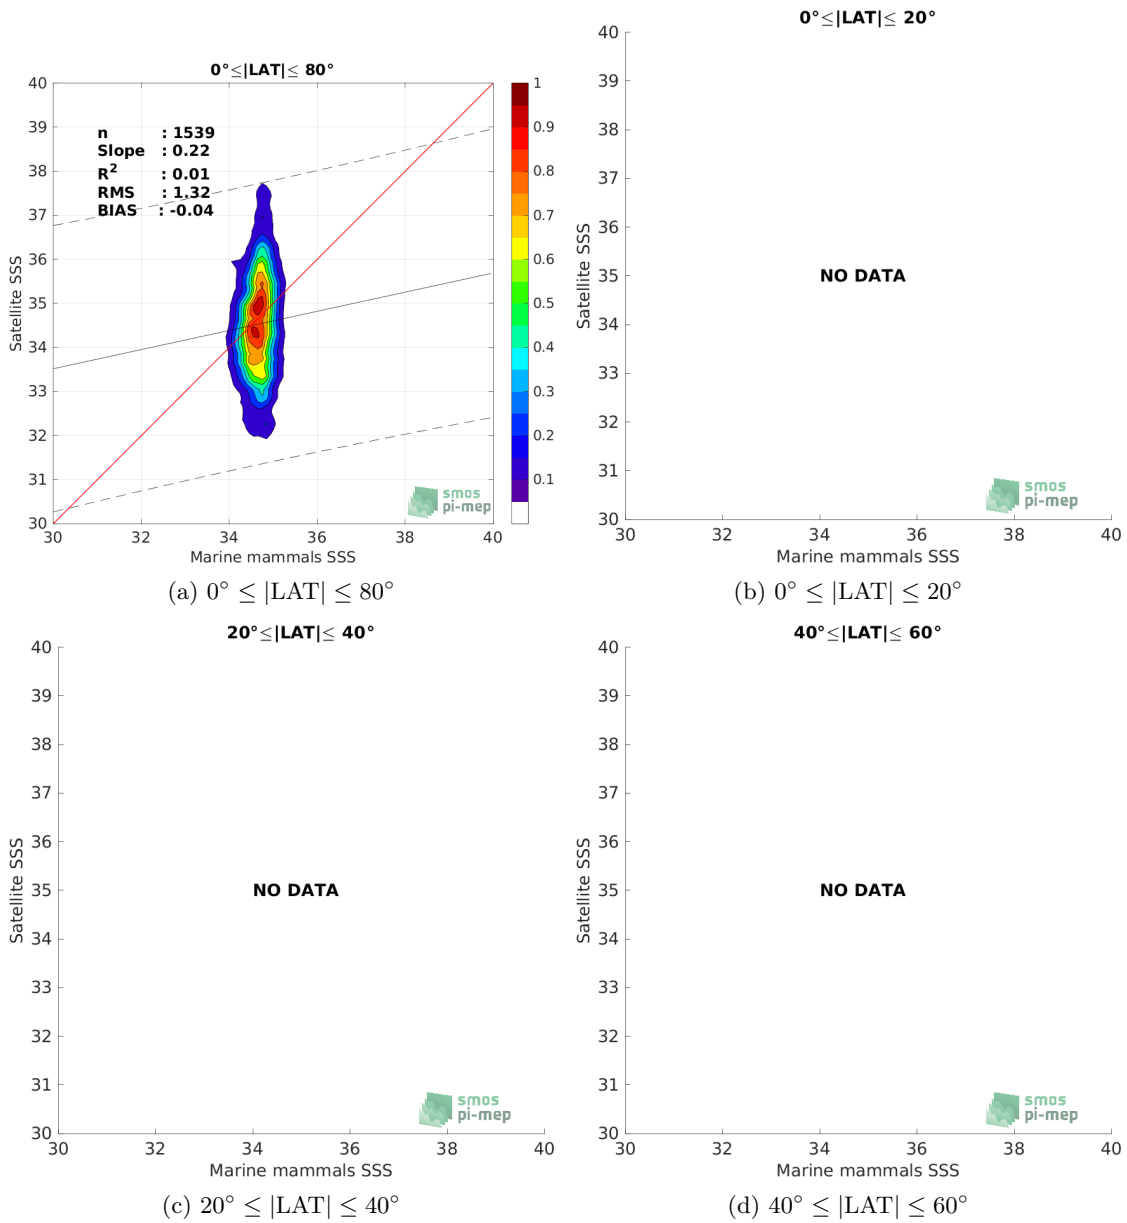 0°≤|LAT|≤ 80°
40
39
38
37
36
35
34
33
32
31
30
n : 1539
Slope : 0.22
R² : 0.01
RMS : 1.32
BIAS : -0.04
1
0.9
0.8
0.7
0.6
0.5
0.4
0.3
0.2
0.1
smos
pi-mep
30 32 34 36 38 40
Satellite SSS
Marine mammals SSS
(a) 0° ≤ |LAT| ≤ 80°
0°≤|LAT|≤ 20°
40
39
38
37
36
35
34
33
32
31
30
NO DATA
smos
pi-mep
30 32 34 36 38 40
Satellite SSS
Marine mammals SSS
(b) 0° ≤ |LAT| ≤ 20°
20°≤|LAT|≤ 40°
40
39
38
37
36
35
34
33
32
31
30
NO DATA
smos
pi-mep
30 32 34 36 38 40
Satellite SSS
Marine mammals SSS
(c) 20° ≤ |LAT| ≤ 40°
40°≤|LAT|≤ 60°
40
39
38
37
36
35
34
33
32
31
30
NO DATA
smos
pi-mep
30 32 34 36 38 40
Satellite SSS
Marine mammals SSS
(d) 40° ≤ |LAT| ≤ 60°